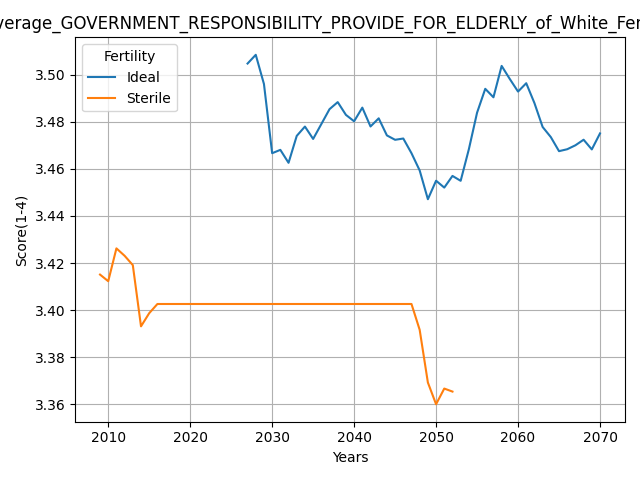 verage_GOVERNMENT_RESPONSIBILITY_PROVIDE_FOR_ELDERLY_of_White_Fer
Fertility
Ideal
Sterile
Score(1-4)
3.50
3.48
3.46
3.44
3.42
3.40
3.38
3.36
2010 2020 2030 2040 2050 2060 2070
Years